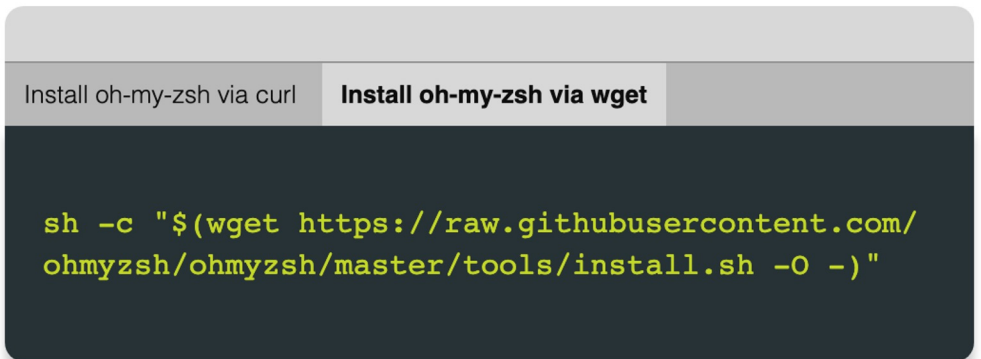 Install oh-my-zsh via curl Install oh-my-zsh via wget
sh -c "$(wget https://raw.githubusercontent.com/
ohmyzsh/ohmyzsh/master/tools/install.sh -O -)"